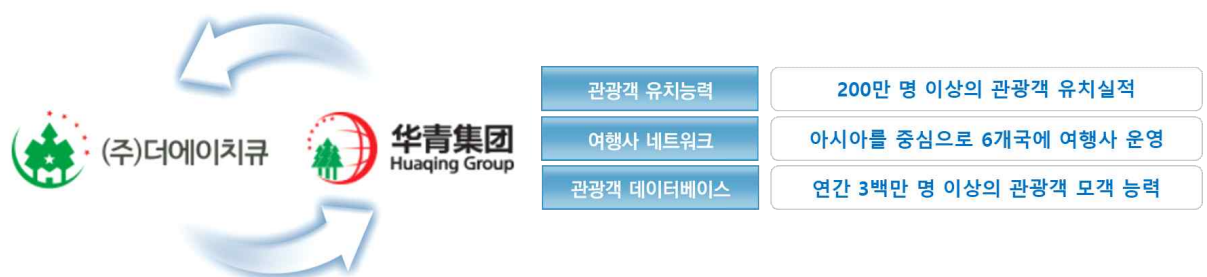 (주)더에이치큐
华青集团
Huaqing Group
관광객 유치능력
200만 명 이상의 관광객 유치실적
여행사 네트워크
아시아를 중심으로 6개국에 여행사 운영
관광객 데이터베이스
연간 3백만 명 이상의 관광객 모객 능력